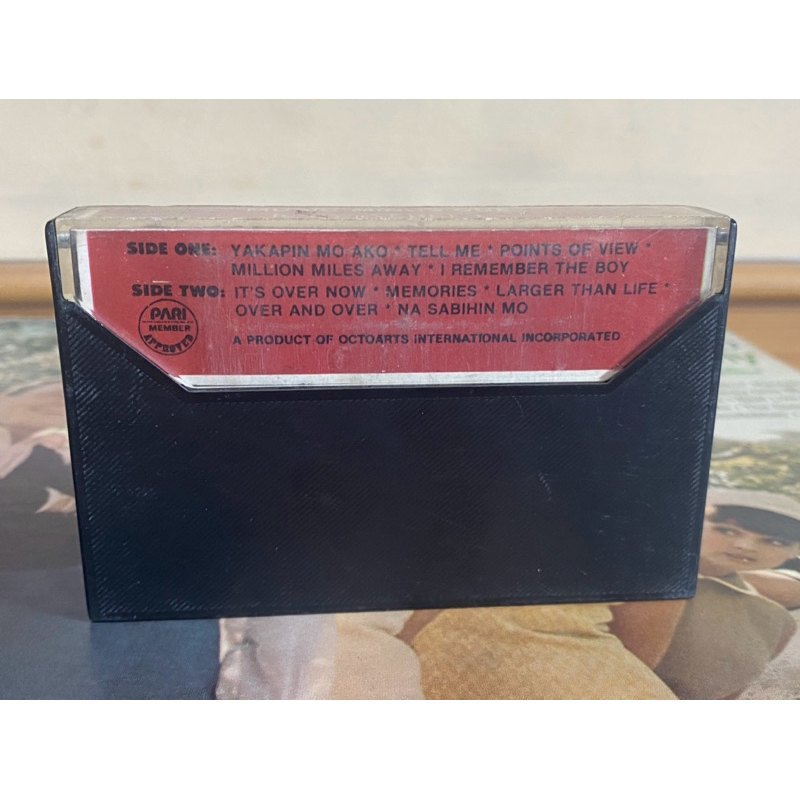 SIDE ONE: YAKAPIN MO AKO * TELL ME * POINTS OF VIEW *
MILLION MILES AWAY * I REMEMBER THE BOY
SIDE TWO: IT'S OVER NOW * MEMORIES * LARGER THAN LIFE *
OVER AND OVER * NA SABIHIN MO
PARI
MEMBER
APPROVED
A PRODUCT OF OCTOARTS INTERNATIONAL INCORPORATED